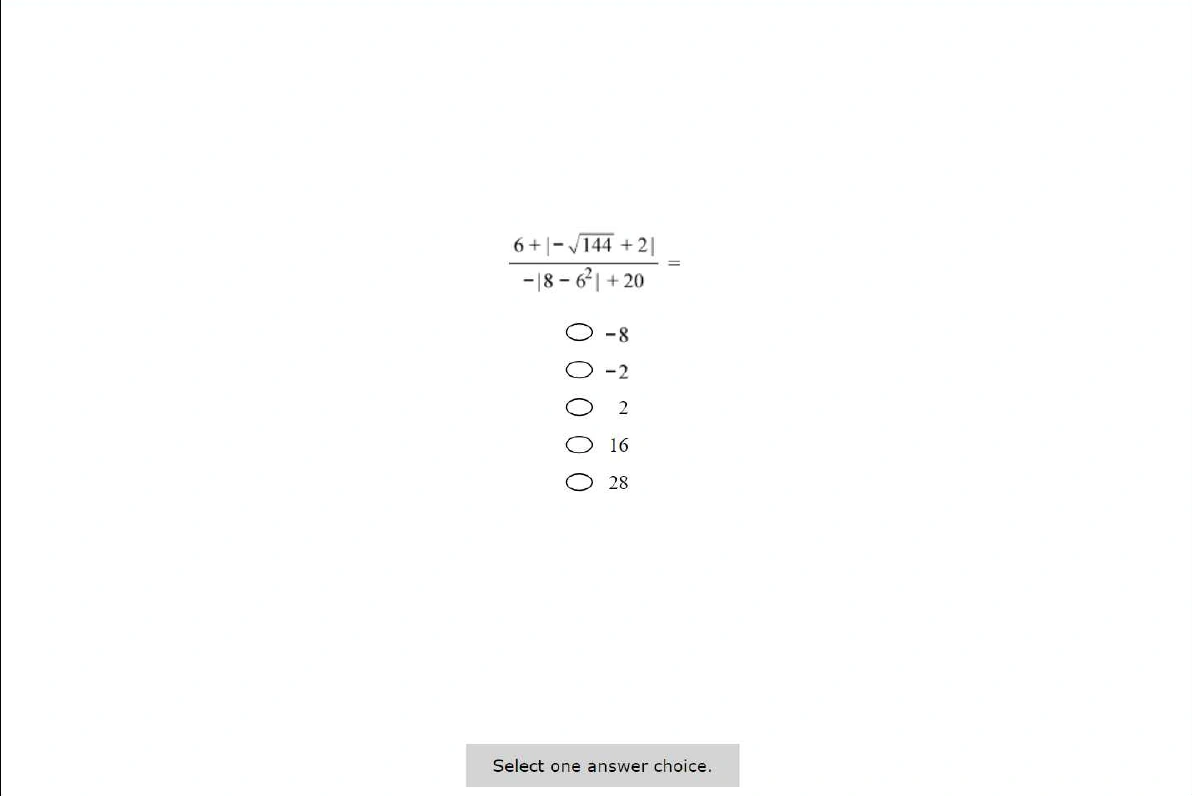 6 + |−√144 + 2|
−|8 − 6²| + 20
=
−8
−2
2
16
28
Select one answer choice.